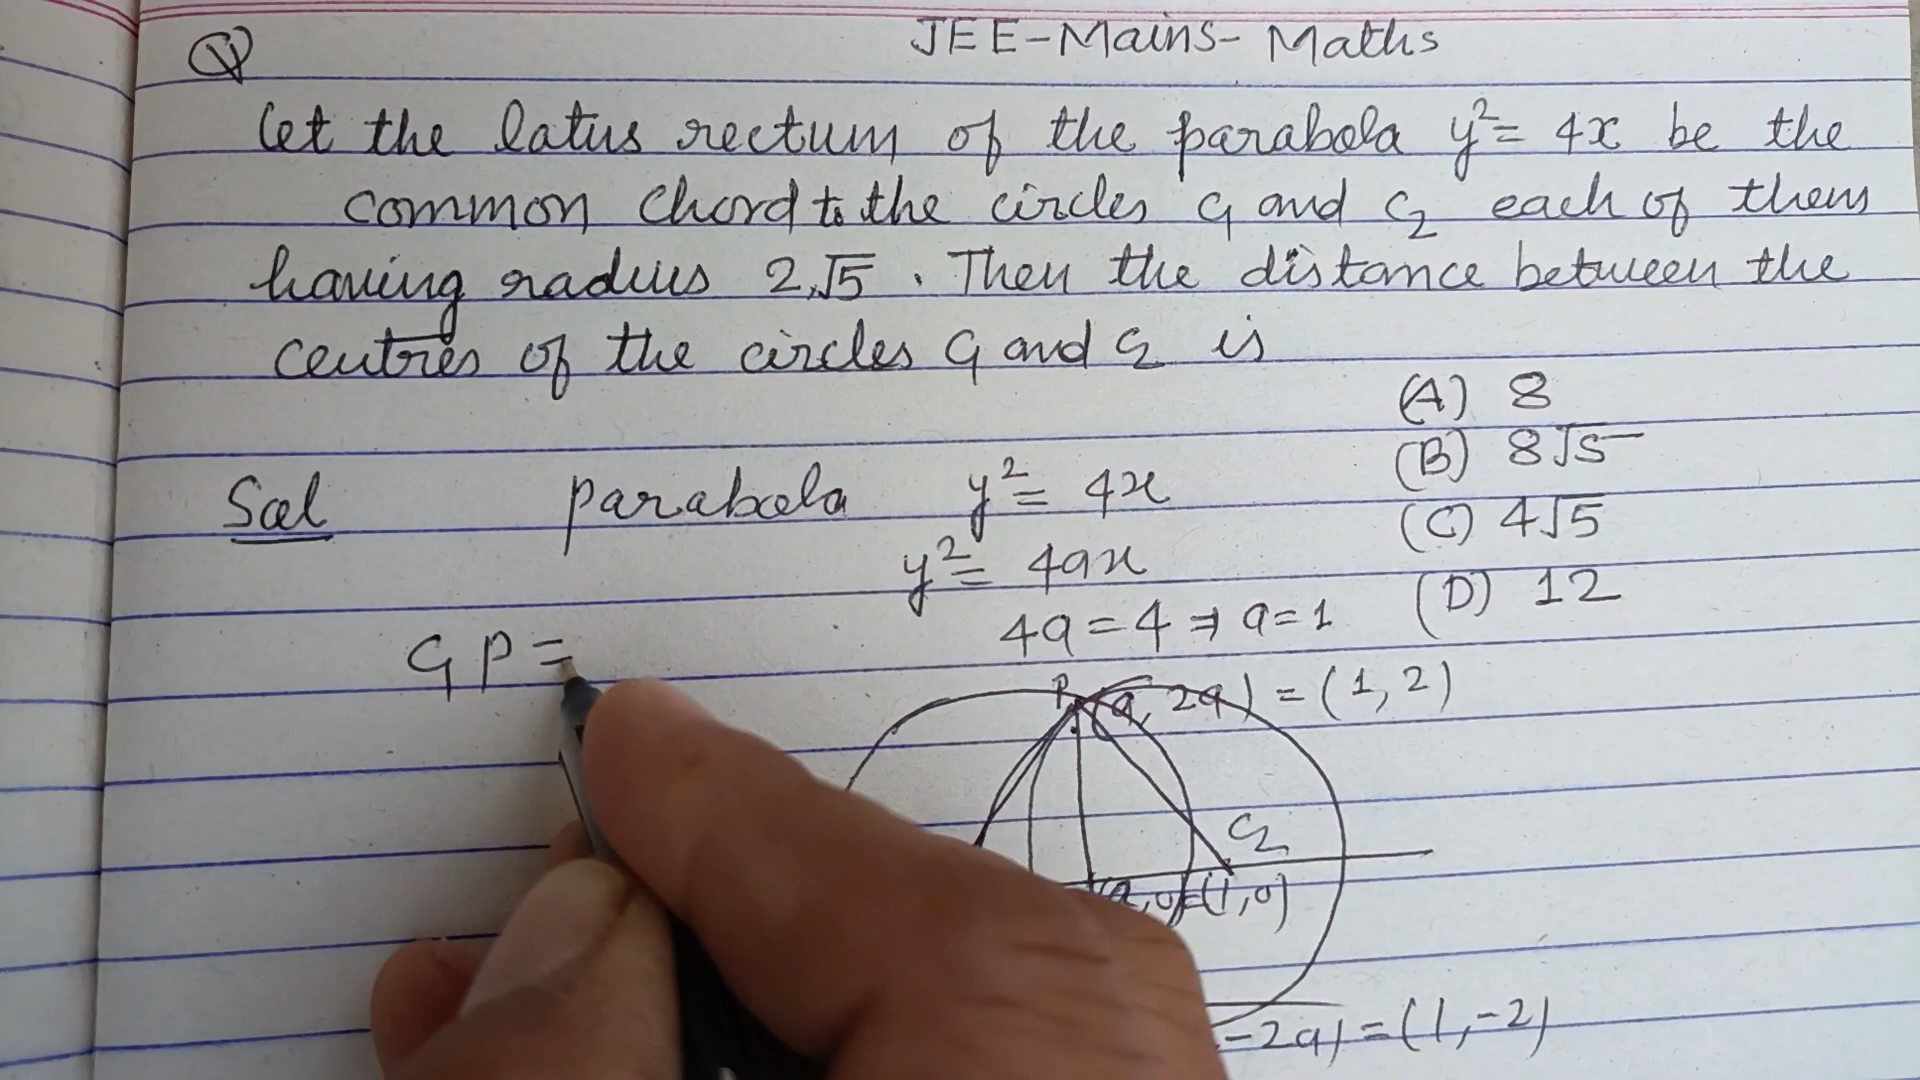 Q
JEE-Mains-Maths
Let the latus rectum of the parabola y²= 4x be the
common chord to the circles C₁ and C₂ each of them
having radius 2√5 . Then the distance between the
centres of the circles C₁ and C₂ is
(A) 8
(B) 8√5
(C) 4√5
(D) 12
Sol parabola y²= 4x
y²= 4ax
4a = 4 ⇒ a = 1
C₁P =
P (a, 2a) = (1, 2)
C₂
(a, 0)=(1, 0)
-2a) = (1, -2)